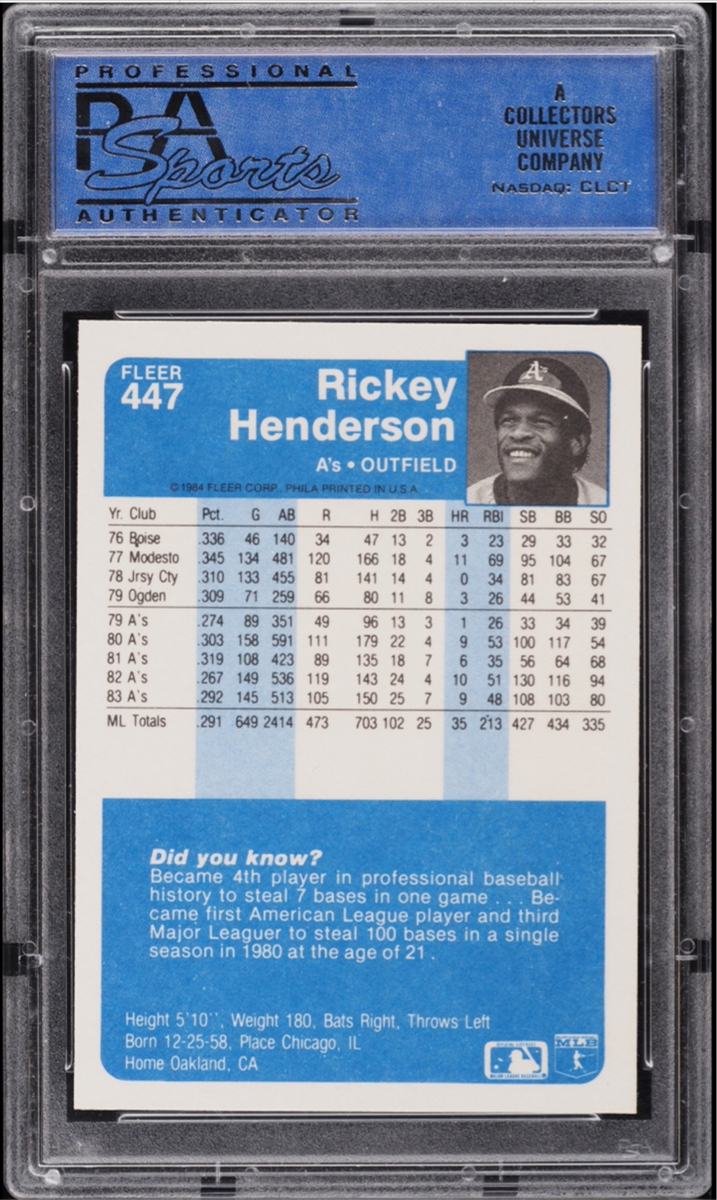 PROFESSIONAL
PSA
Sports
AUTHENTICATOR
A
COLLECTORS
UNIVERSE
COMPANY
NASDAQ: CLCT
FLEER
447
Rickey
Henderson
A's • OUTFIELD
© 1984 FLEER CORP., PHILA PRINTED IN U.S.A.
A's
Yr. Club Pct. G AB R H 2B 3B HR RBI SB BB SO
76 Boise .336 46 140 34 47 13 2 3 23 29 33 32
77 Modesto .345 134 481 120 166 18 4 11 69 95 104 67
78 Jrsy Cty .310 133 455 81 141 14 4 0 34 81 83 67
79 Ogden .309 71 259 66 80 11 8 3 26 44 53 41
79 A's .274 89 351 49 96 13 3 1 26 33 34 39
80 A's .303 158 591 111 179 22 4 9 53 100 117 54
81 A's .319 108 423 89 135 18 7 6 35 56 64 68
82 A's .267 149 536 119 143 24 4 10 51 130 116 94
83 A's .292 145 513 105 150 25 7 9 48 108 103 80
ML Totals .291 649 2414 473 703 102 25 35 213 427 434 335
Did you know?
Became 4th player in professional baseball
history to steal 7 bases in one game . . . Be-
came first American League player and third
Major Leaguer to steal 100 bases in a single
season in 1980 at the age of 21 .
Height 5'10'', Weight 180, Bats Right, Throws Left
Born 12-25-58, Place Chicago, IL
Home Oakland, CA
MAJOR LEAGUE BASEBALL